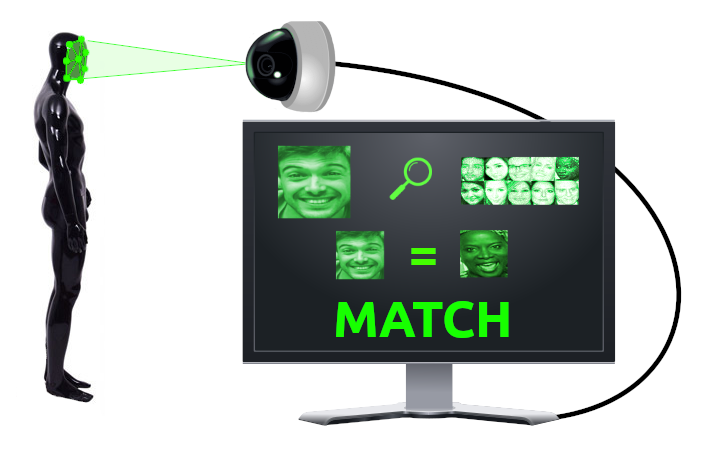 =
MATCH